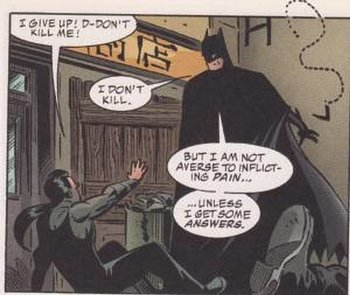 I GIVE UP! D-DON'T
KILL ME!
I DON'T
KILL.
BUT I AM NOT
AVERSE TO INFLICT-
ING PAIN...
...UNLESS
I GET SOME
ANSWERS.